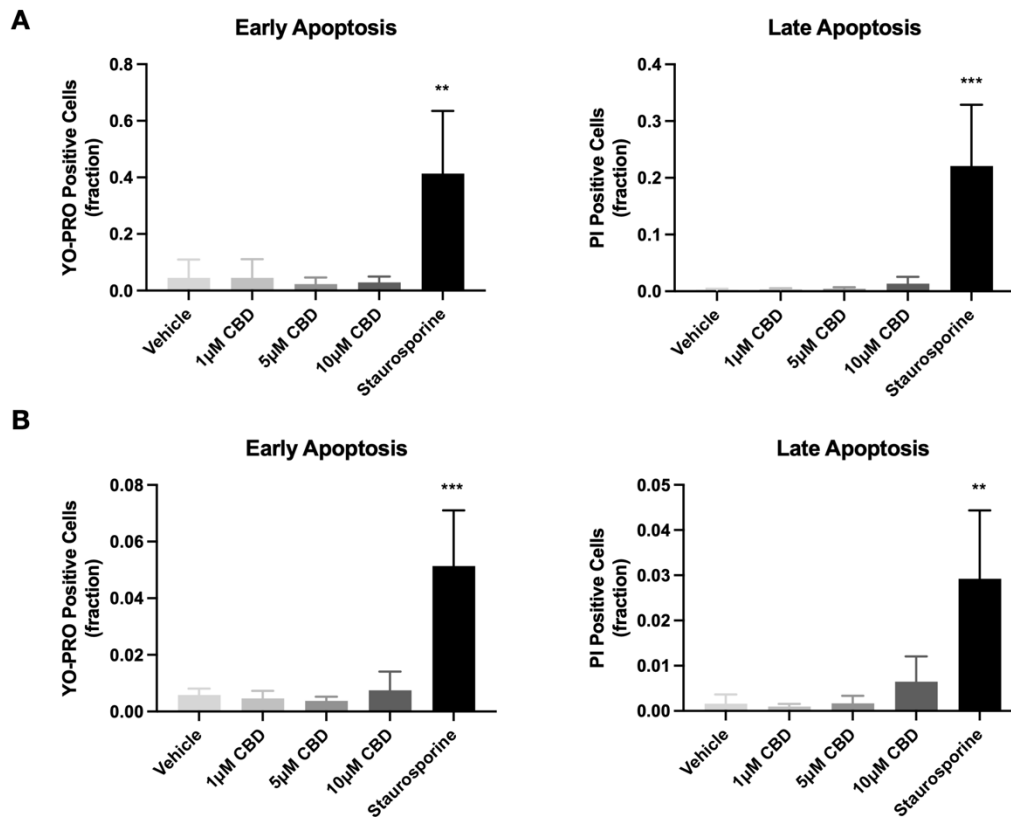 A
Early Apoptosis
YO-PRO Positive Cells
(fraction)
0.8
0.6
0.4
0.2
0.0
**
Vehicle
1µM CBD
5µM CBD
10µM CBD
Staurosporine
Late Apoptosis
PI Positive Cells
(fraction)
0.4
0.3
0.2
0.1
0.0
***
Vehicle
1µM CBD
5µM CBD
10µM CBD
Staurosporine
B
Early Apoptosis
YO-PRO Positive Cells
(fraction)
0.08
0.06
0.04
0.02
0.00
***
Vehicle
1µM CBD
5µM CBD
10µM CBD
Staurosporine
Late Apoptosis
PI Positive Cells
(fraction)
0.05
0.04
0.03
0.02
0.01
0.00
**
Vehicle
1µM CBD
5µM CBD
10µM CBD
Staurosporine